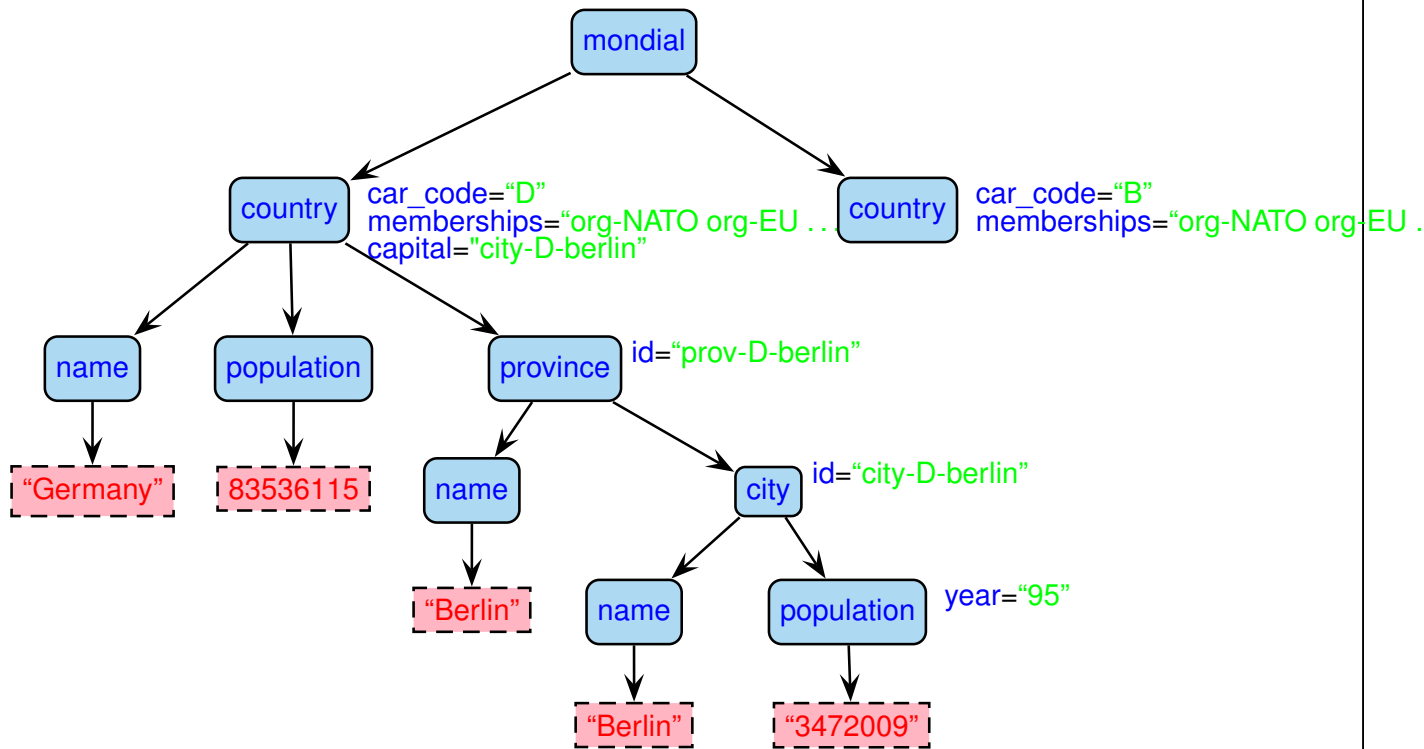 mondial
country
car_code=“D”
memberships=“org-NATO org-EU . . .
capital="city-D-berlin”
country
car_code=“B”
memberships=“org-NATO org-EU .
name
population
province
id=“prov-D-berlin”
“Germany”
83536115
name
city
id=“city-D-berlin”
“Berlin”
name
population
year=“95”
“Berlin”
“3472009”